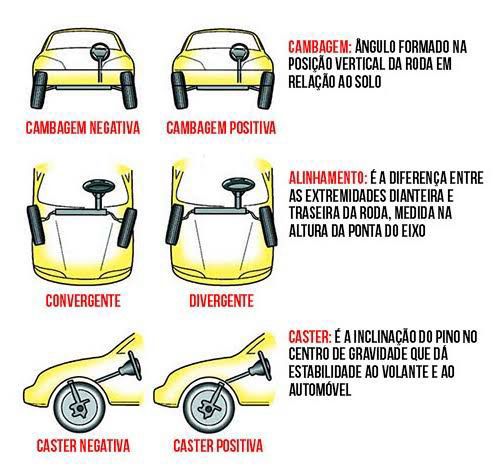 CAMBAGEM: ÂNGULO FORMADO NA
POSIÇÃO VERTICAL DA RODA EM
RELAÇÃO AO SOLO
CAMBAGEM NEGATIVA
CAMBAGEM POSITIVA
ALINHAMENTO: É A DIFERENÇA ENTRE
AS EXTREMIDADES DIANTEIRA E
TRASEIRA DA RODA, MEDIDA NA
ALTURA DA PONTA DO EIXO
CONVERGENTE
DIVERGENTE
CASTER: É A INCLINAÇÃO DO PINO NO
CENTRO DE GRAVIDADE QUE DÁ
ESTABILIDADE AO VOLANTE E AO
AUTOMÓVEL
CASTER NEGATIVA
CASTER POSITIVA